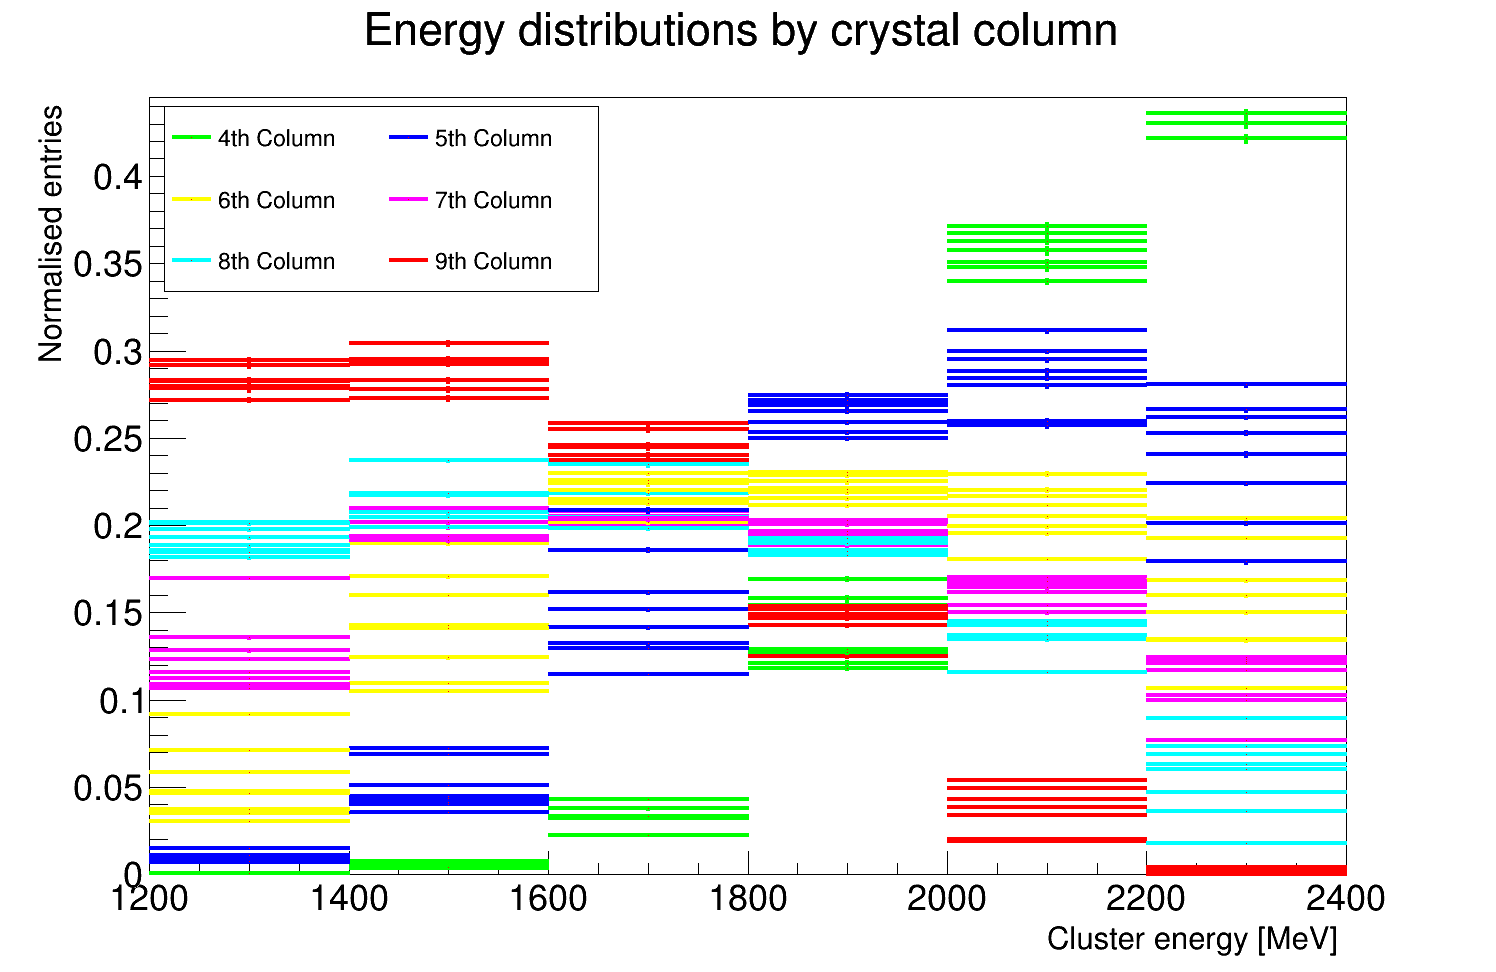 Energy distributions by crystal column
Normalised entries
4th Column 5th Column
6th Column 7th Column
8th Column 9th Column
0.4
0.35
0.3
0.25
0.2
0.15
0.1
0.05
0
1200 1400 1600 1800 2000 2200 2400
Cluster energy [MeV]